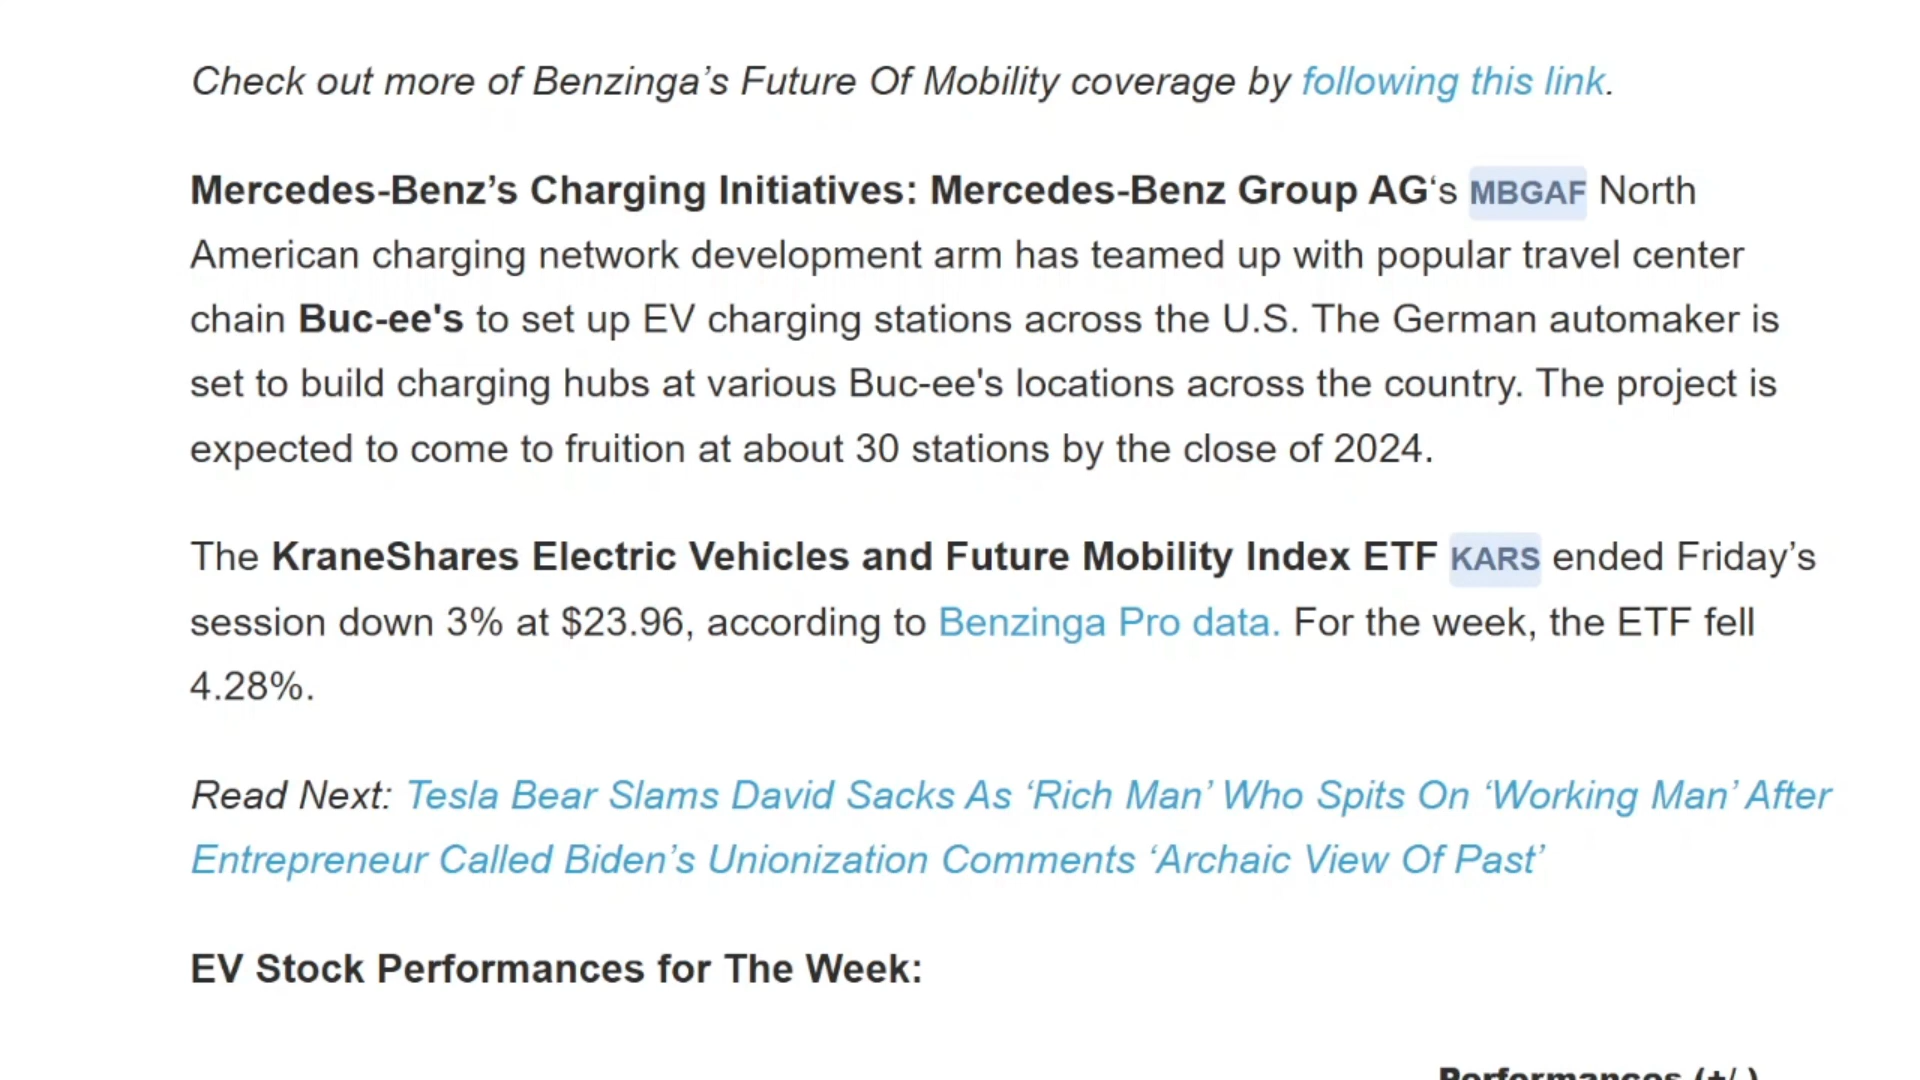 Check out more of Benzinga’s Future Of Mobility coverage by following this link.
Mercedes-Benz’s Charging Initiatives: Mercedes-Benz Group AG‘s MBGAF North
American charging network development arm has teamed up with popular travel center
chain Buc-ee's to set up EV charging stations across the U.S. The German automaker is
set to build charging hubs at various Buc-ee's locations across the country. The project is
expected to come to fruition at about 30 stations by the close of 2024.
The KraneShares Electric Vehicles and Future Mobility Index ETF KARS ended Friday’s
session down 3% at $23.96, according to Benzinga Pro data. For the week, the ETF fell
4.28%.
Read Next: Tesla Bear Slams David Sacks As ‘Rich Man’ Who Spits On ‘Working Man’ After
Entrepreneur Called Biden’s Unionization Comments ‘Archaic View Of Past’
EV Stock Performances for The Week:
Performances (+/-)